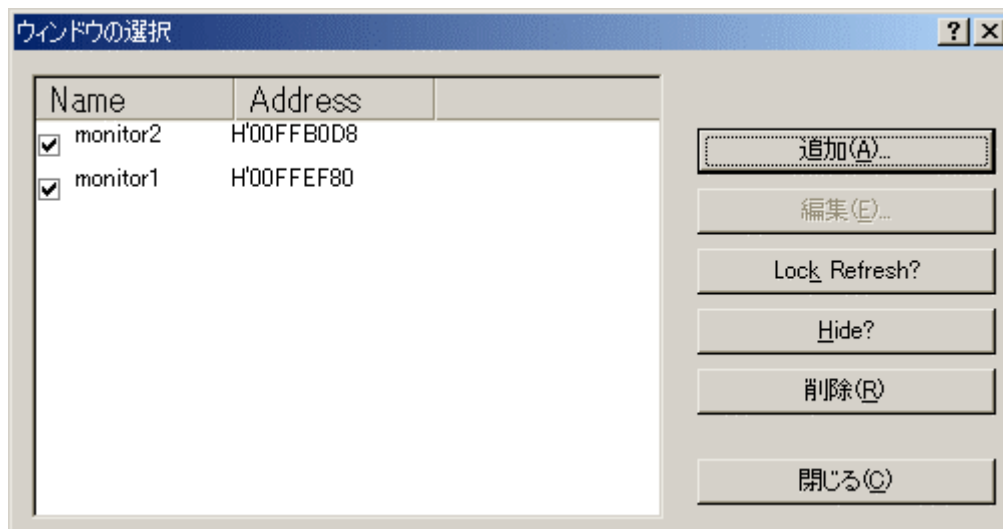 ウィンドウの選択
Name Address
monitor2 H'00FFB0D8
monitor1 H'00FFEF80
追加(A)...
編集(E)...
Lock Refresh?
Hide?
削除(R)
閉じる(C)